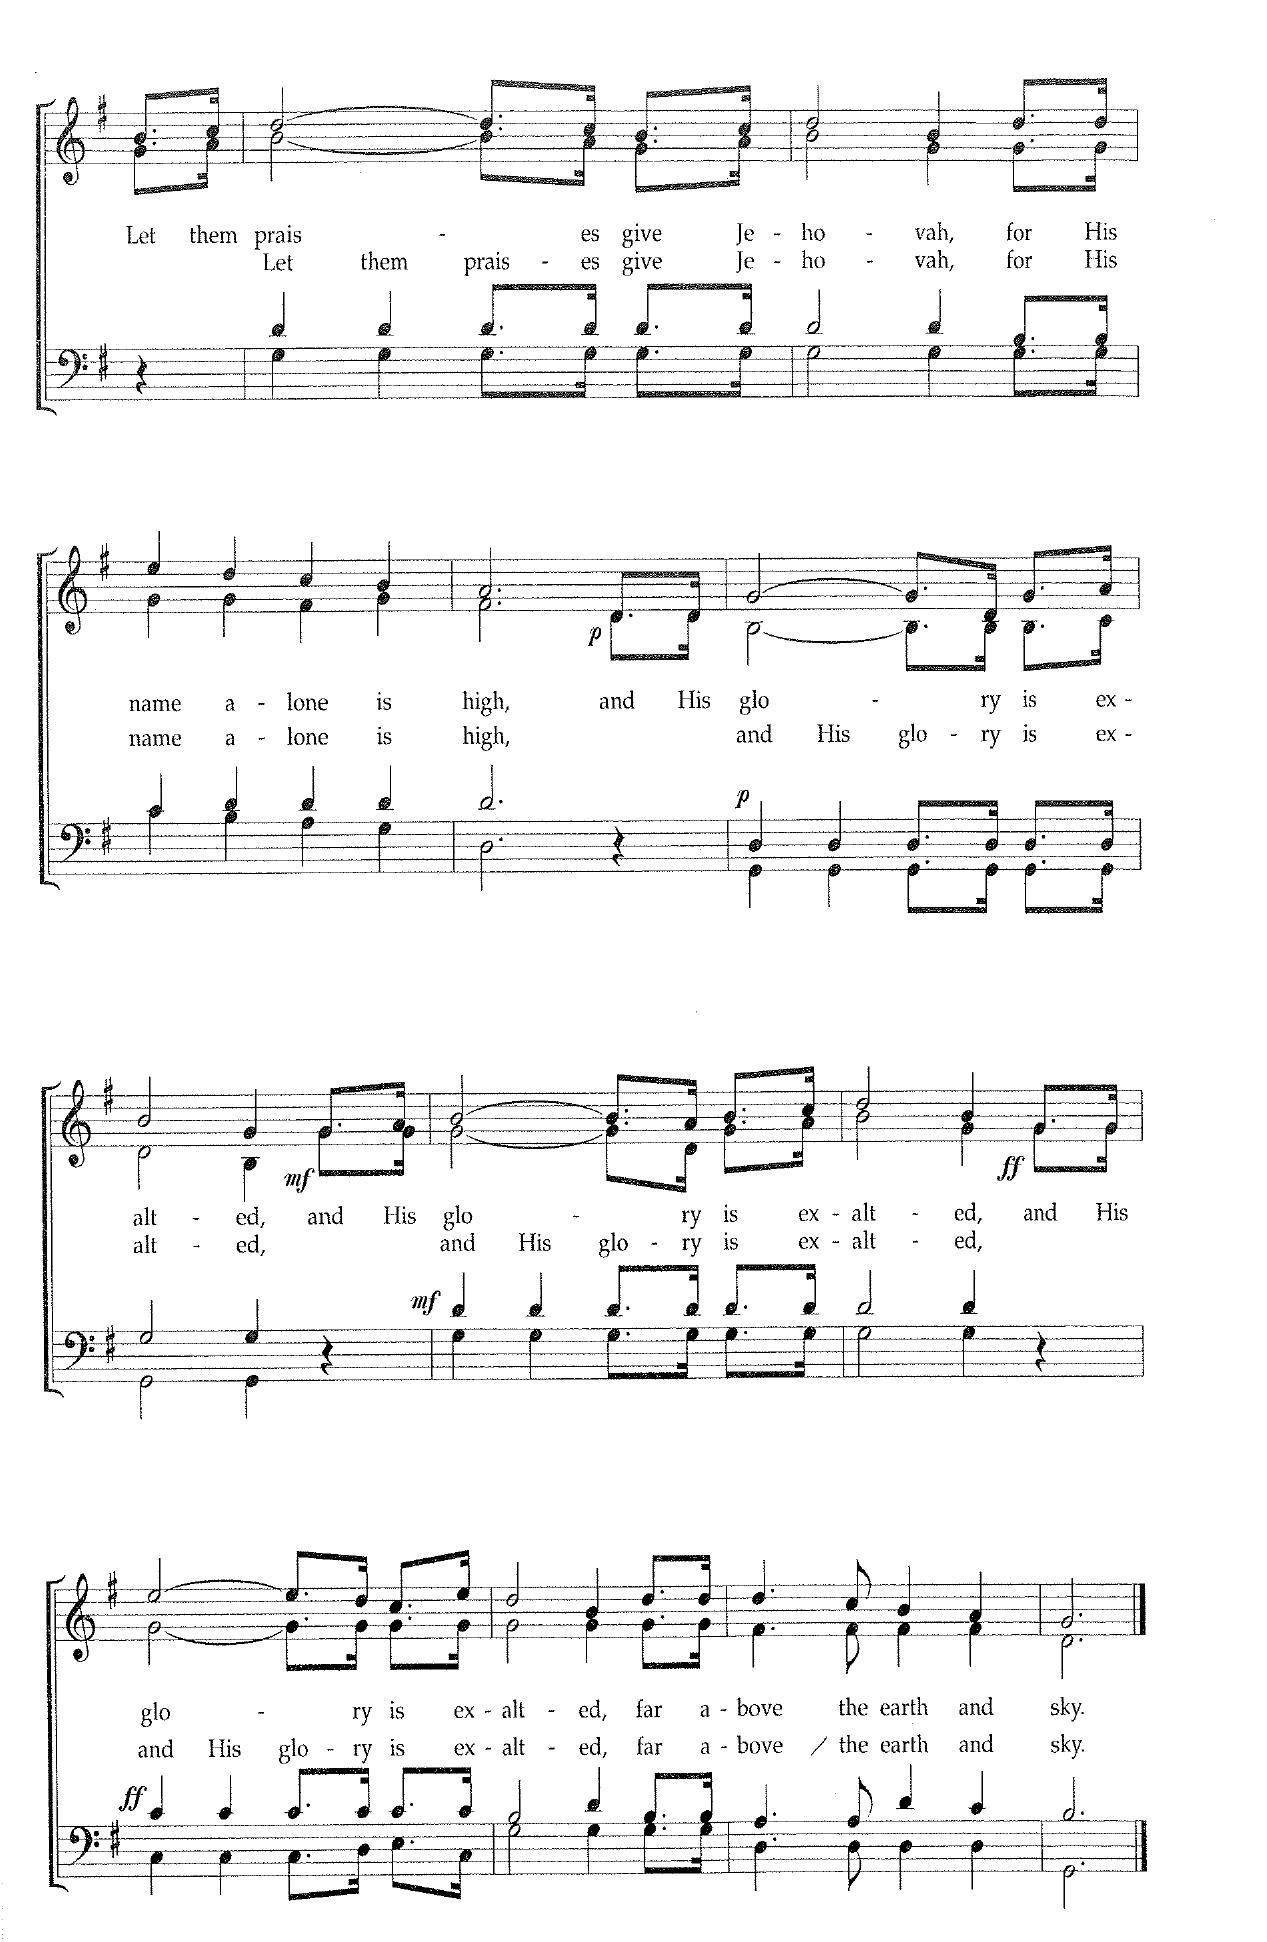 Let them prais - es give Je - ho - vah, for His
Let them prais - es give Je - ho - vah, for His
p
name a - lone is high, and His glo - ry is ex -
name a - lone is high, and His glo - ry is ex -
p
mf ff
alt - ed, and His glo - ry is ex - alt - ed, and His
alt - ed, and His glo - ry is ex - alt - ed,
mf
glo - ry is ex - alt - ed, far a - bove the earth and sky.
and His glo - ry is ex - alt - ed, far a - bove / the earth and sky.
ff